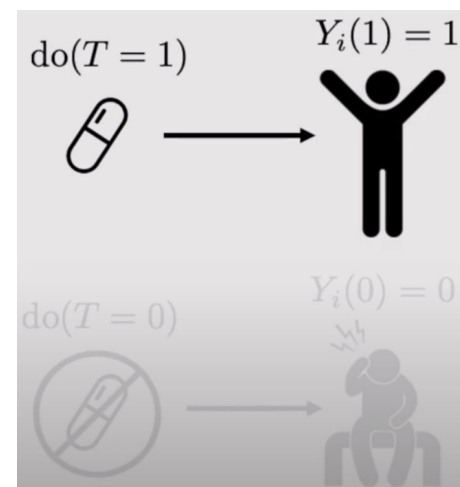 Y_i(1) = 1
do(T = 1)
Y_i(0) = 0
do(T = 0)